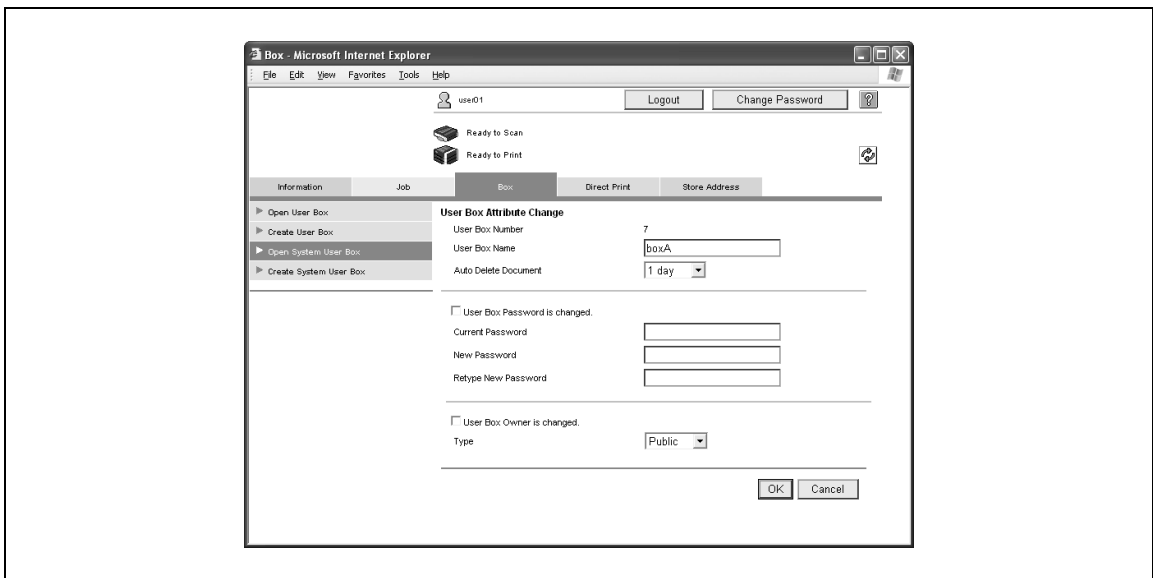 Box - Microsoft Internet Explorer
File Edit View Favorites Tools Help
user01 Logout Change Password ?
Ready to Scan
Ready to Print
Information Job Box Direct Print Store Address
Open User Box
Create User Box
Open System User Box
Create System User Box
User Box Attribute Change
User Box Number 7
User Box Name boxA
Auto Delete Document 1 day
User Box Password is changed.
Current Password
New Password
Retype New Password
User Box Owner is changed.
Type Public
OK Cancel